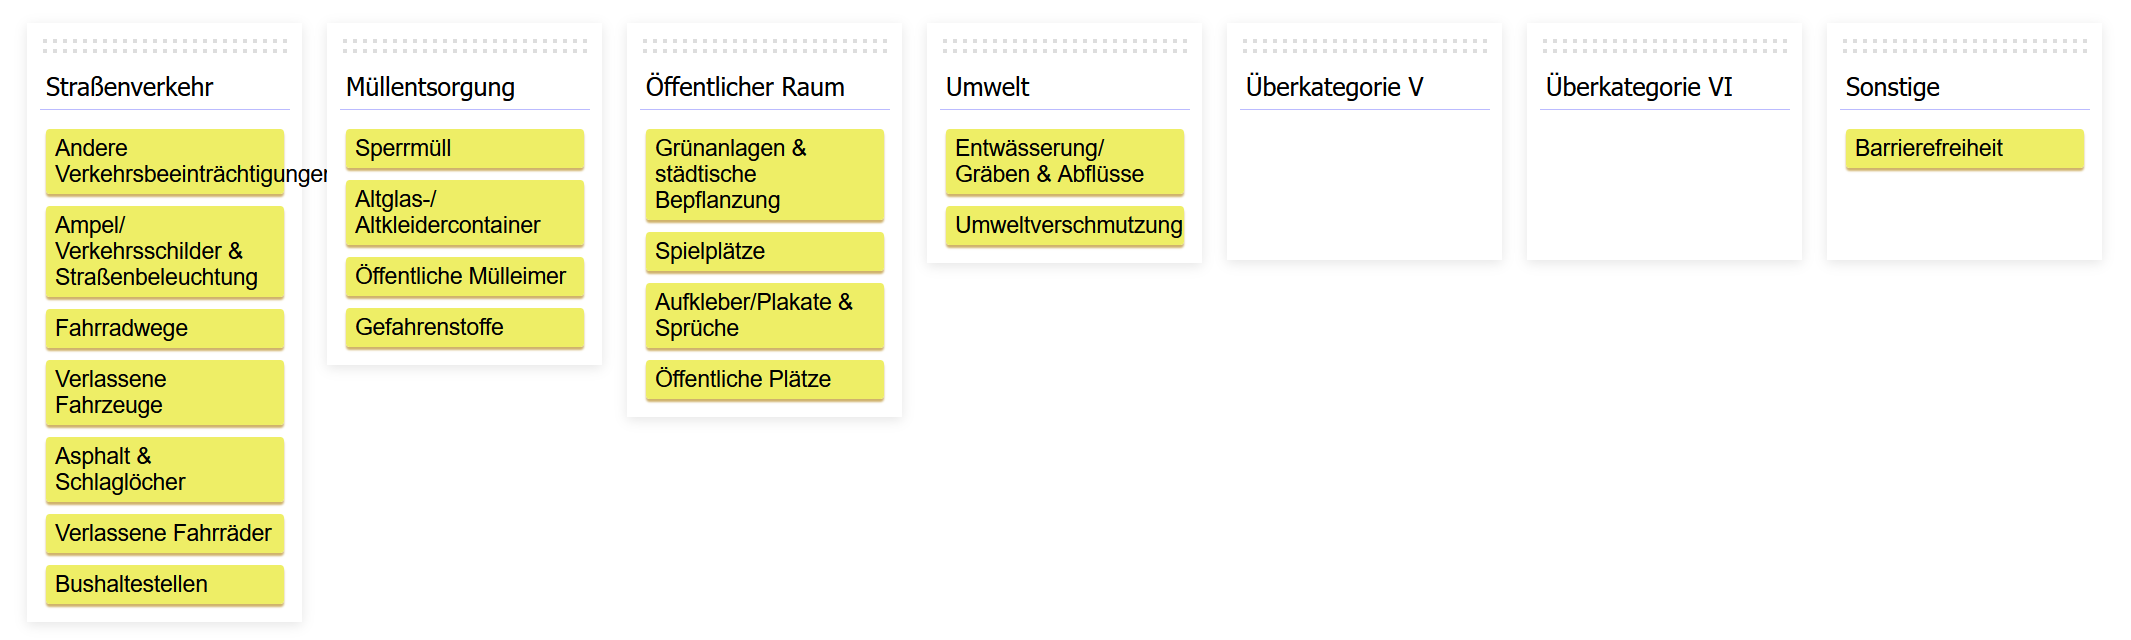 Straßenverkehr
Andere
Verkehrsbeeinträchtigungen
Ampel/
Verkehrsschilder &
Straßenbeleuchtung
Fahrradwege
Verlassene
Fahrzeuge
Asphalt &
Schlaglöcher
Verlassene Fahrräder
Bushaltestellen
Müllentsorgung
Sperrmüll
Altglas-/
Altkleidercontainer
Öffentliche Mülleimer
Gefahrenstoffe
Öffentlicher Raum
Grünanlagen &
städtische
Bepflanzung
Spielplätze
Aufkleber/Plakate &
Sprüche
Öffentliche Plätze
Umwelt
Entwässerung/
Gräben & Abflüsse
Umweltverschmutzung
Überkategorie V
Überkategorie VI
Sonstige
Barrierefreiheit